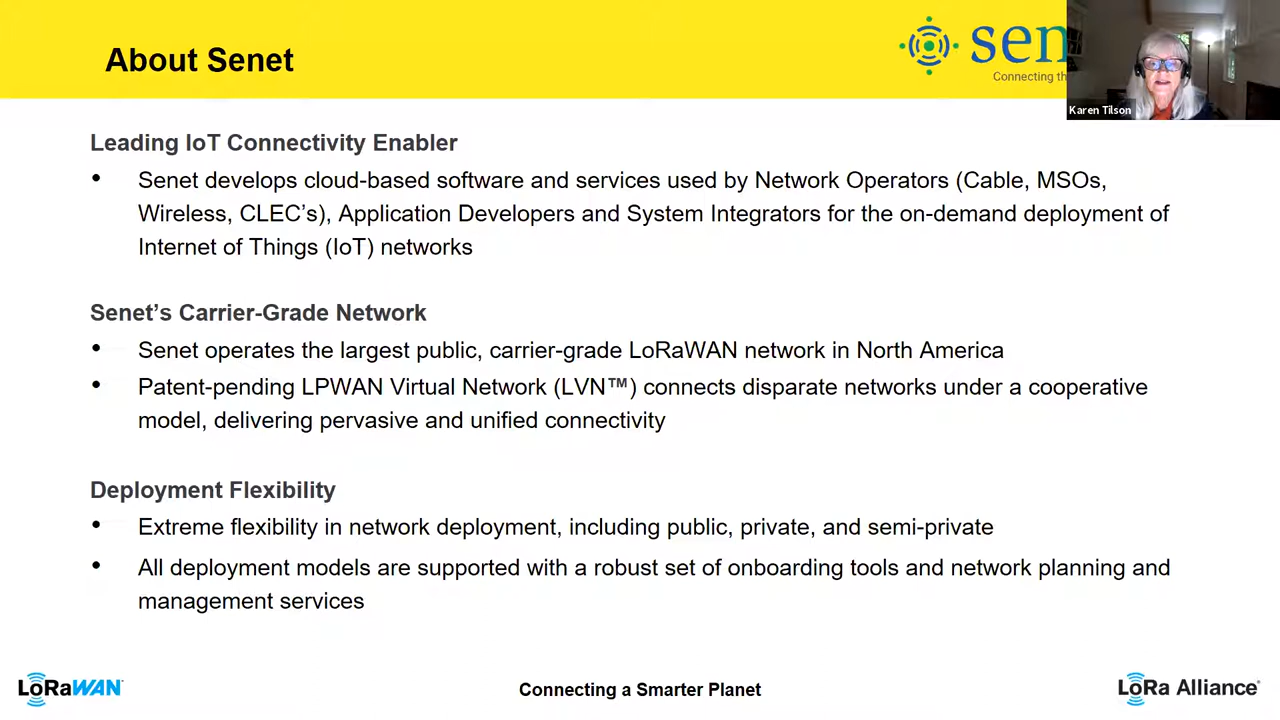 About Senet
sen
Connecting th
Karen Tilson
Leading IoT Connectivity Enabler
• Senet develops cloud-based software and services used by Network Operators (Cable, MSOs,
Wireless, CLEC’s), Application Developers and System Integrators for the on-demand deployment of
Internet of Things (IoT) networks
Senet’s Carrier-Grade Network
• Senet operates the largest public, carrier-grade LoRaWAN network in North America
• Patent-pending LPWAN Virtual Network (LVN™) connects disparate networks under a cooperative
model, delivering pervasive and unified connectivity
Deployment Flexibility
• Extreme flexibility in network deployment, including public, private, and semi-private
• All deployment models are supported with a robust set of onboarding tools and network planning and
management services
LoRaWAN
Connecting a Smarter Planet
LoRa Alliance®